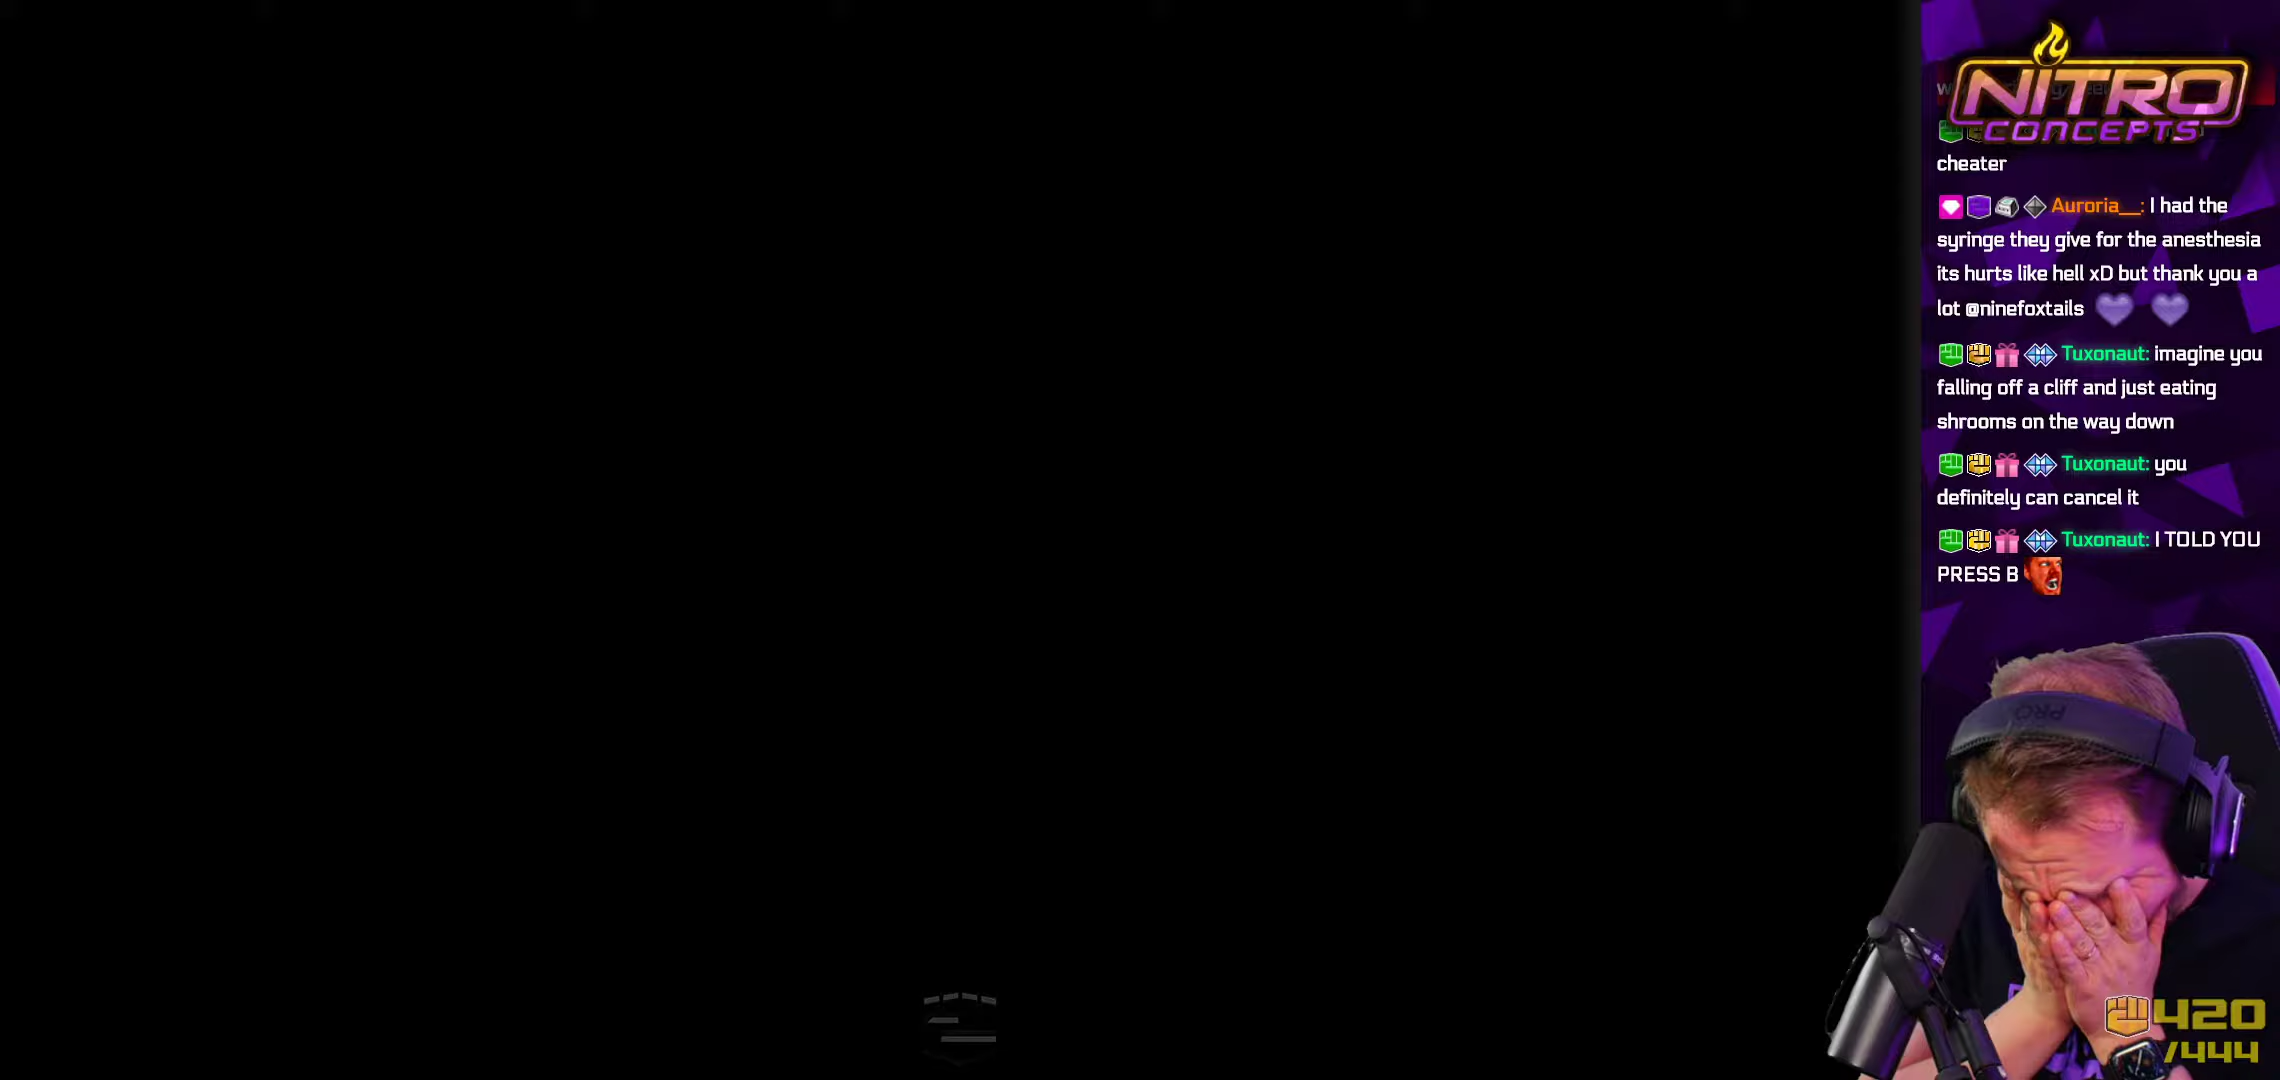 NITRO
CONCEPTS
cheater
Auroria__: I had the
syringe they give for the anesthesia
its hurts like hell xD but thank you a
lot @ninefoxtails
Tuxonaut: imagine you
falling off a cliff and just eating
shrooms on the way down
Tuxonaut: you
definitely can cancel it
Tuxonaut: I TOLD YOU
PRESS B
PRO
420
/444